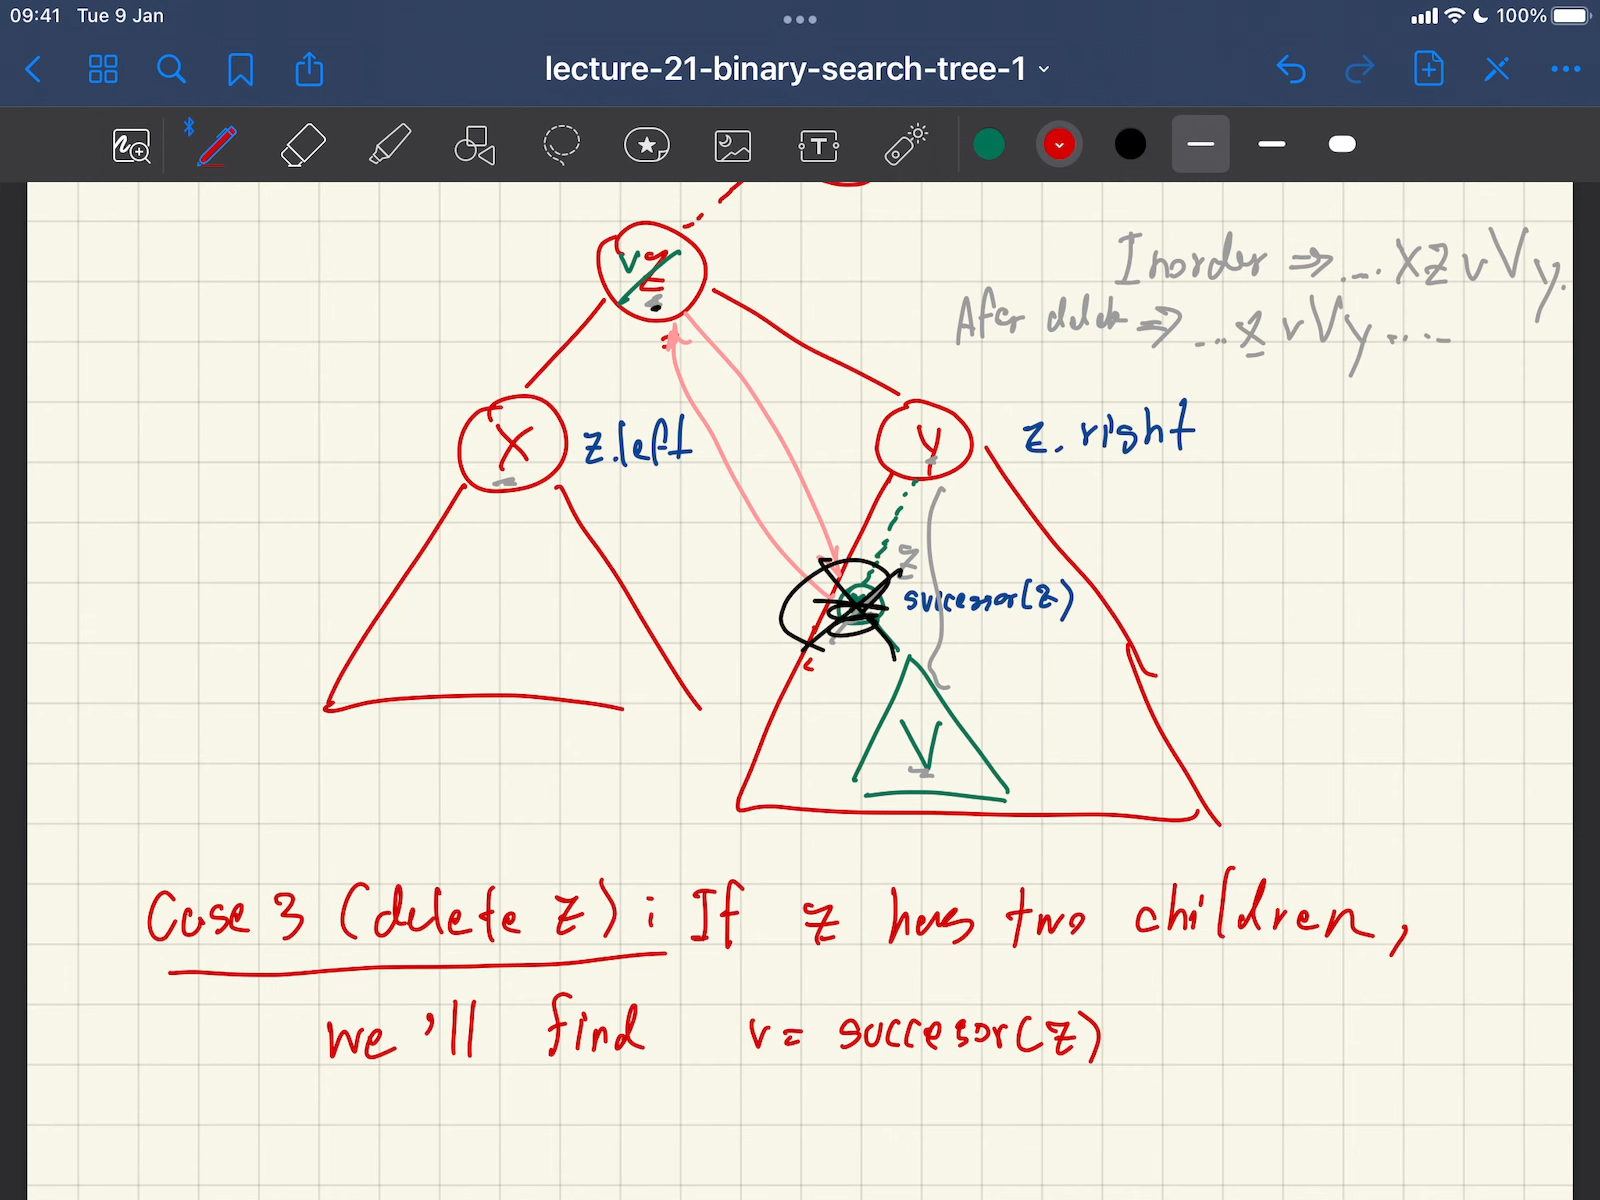 09:41 Tue 9 Jan
100%
lecture-21-binary-search-tree-1
Inorder ⇒ ... X Z v V y.
After delete ⇒ ... X v V y ....
v z
X z.left
y z.right
z
successor(z)
V
Case 3 (delete z) : If z has two children,
we'll find v = succesor(z)